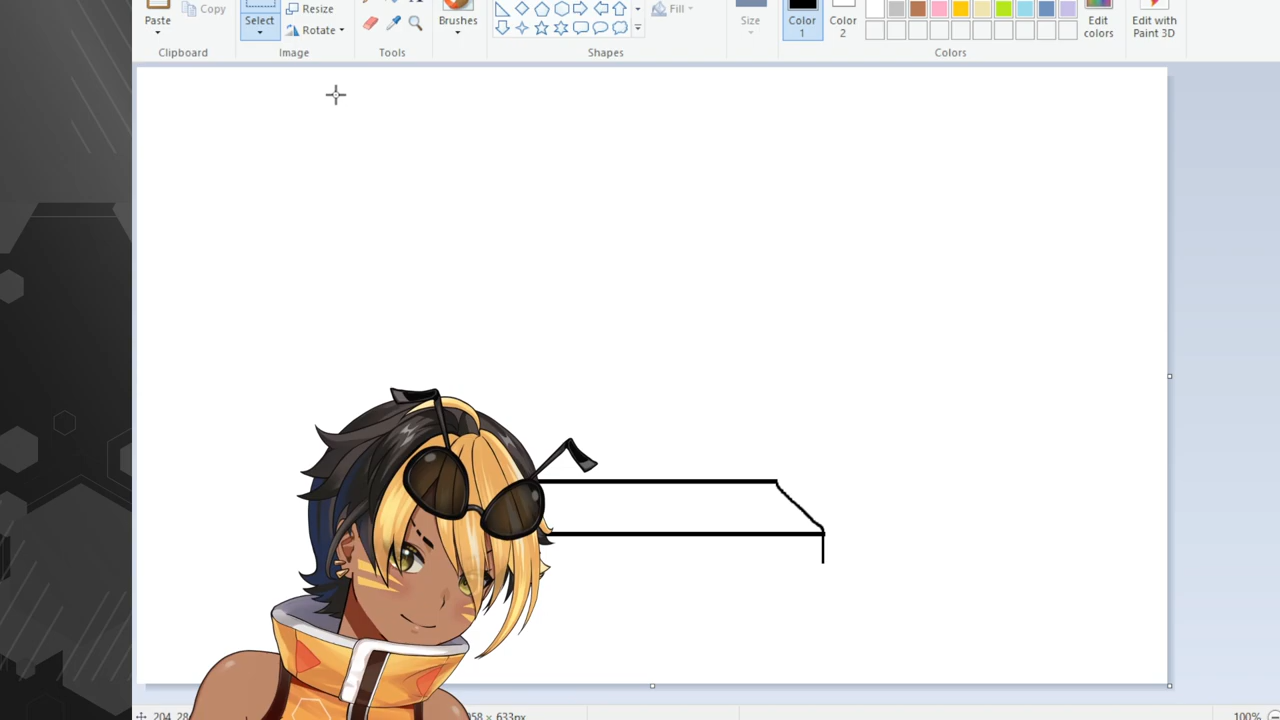 Paste
Copy
Select
Resize
Rotate
Brushes
Fill
Size
Color
1
Color
2
Edit
colors
Edit with
Paint 3D
Clipboard
Image
Tools
Shapes
Colors
100%